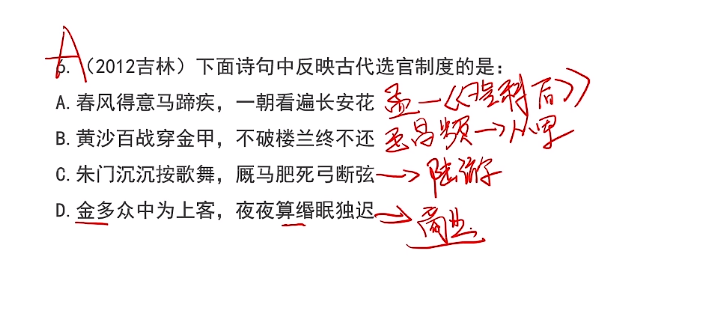 A
6. （2012吉林）下面诗句中反映古代选官制度的是：
A. 春风得意马蹄疾，一朝看遍长安花 孟—《登科后》
B. 黄沙百战穿金甲，不破楼兰终不还 王昌龄→从军
C. 朱门沉沉按歌舞，厩马肥死弓断弦→陆游
D. 金多众中为上客，夜夜算缗眠独迟→商业